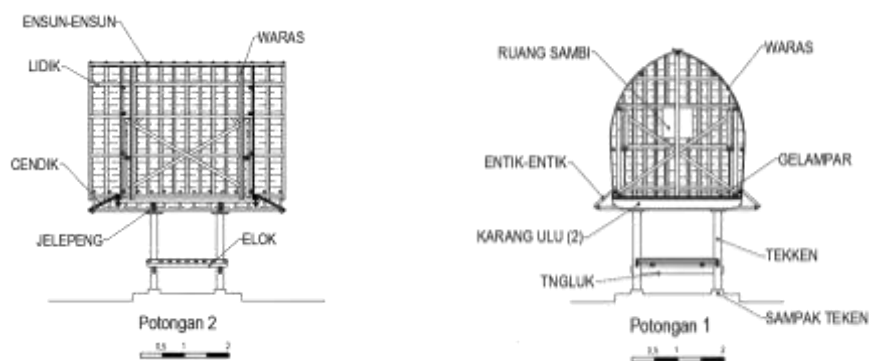 ENSUN-ENSUN
WARAS
LIDIK
CENDIK
JELEPENG
ELOK
Potongan 2
0,5 1 2
RUANG SAMBI
WARAS
ENTIK-ENTIK
GELAMPAR
KARANG ULU (2)
TEKKEN
TNGLUK
SAMPAK TEKEN
Potongan 1
0,5 1 2